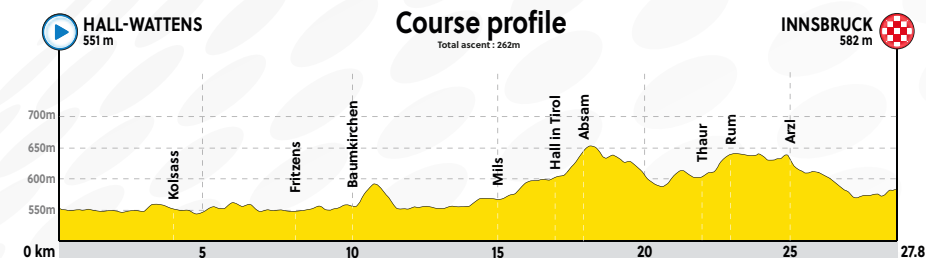 HALL-WATTENS
551 m
Course profile
Total ascent : 262m
INNSBRUCK
582 m
700m
650m
600m
550m
Kolsass
Fritzens
Baumkirchen
Mils
Hall in Tirol
Absam
Thaur
Rum
Arzl
0 km
5
10
15
20
25
27.8